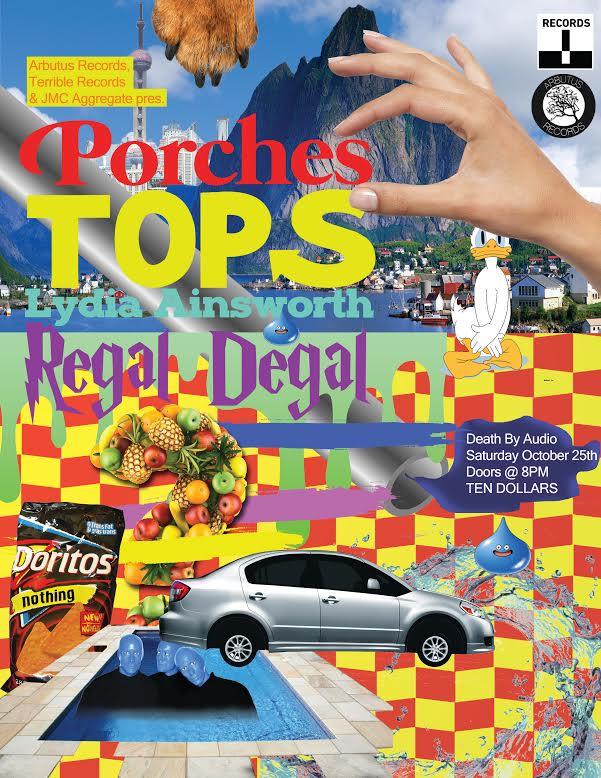 Arbutus Records,
Terrible Records
& JMC Aggregate pres.
RECORDS
ARBUTUS
RECORDS
Porches
TOPS
Lydia Ainsworth
Regal Degal
Death By Audio
Saturday October 25th
Doors @ 8PM
TEN DOLLARS
Doritos
nothing
NEW!